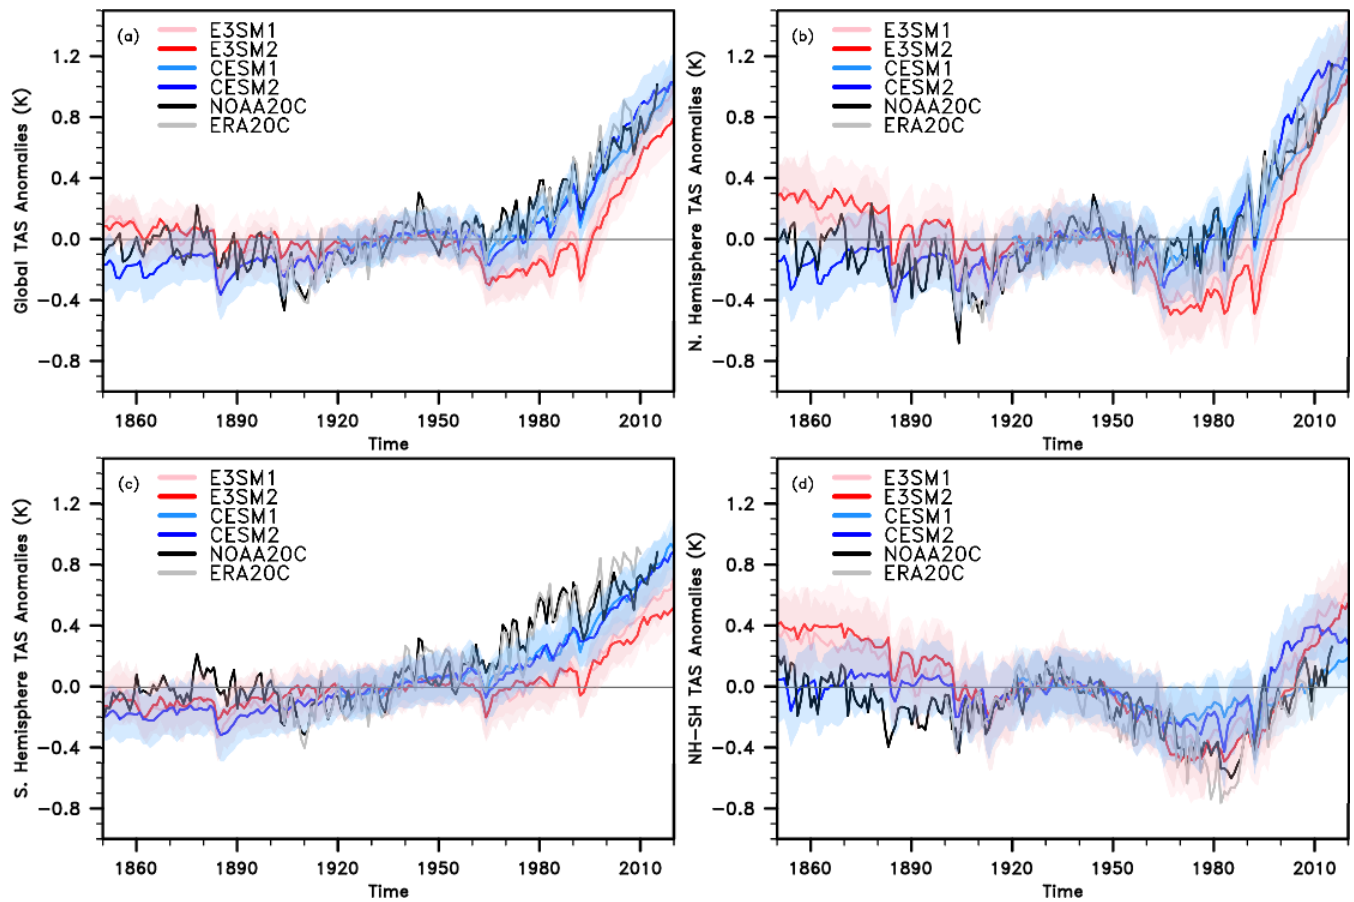 (a)
E3SM1
E3SM2
CESM1
CESM2
NOAA20C
ERA20C
Global TAS Anomalies (K)
1.2
0.8
0.4
0.0
−0.4
−0.8
1860 1890 1920 1950 1980 2010
Time
(b)
E3SM1
E3SM2
CESM1
CESM2
NOAA20C
ERA20C
N. Hemisphere TAS Anomalies (K)
1.2
0.8
0.4
0.0
−0.4
−0.8
1860 1890 1920 1950 1980 2010
Time
(c)
E3SM1
E3SM2
CESM1
CESM2
NOAA20C
ERA20C
S. Hemisphere TAS Anomalies (K)
1.2
0.8
0.4
0.0
−0.4
−0.8
1860 1890 1920 1950 1980 2010
Time
(d)
E3SM1
E3SM2
CESM1
CESM2
NOAA20C
ERA20C
NH−SH TAS Anomalies (K)
1.2
0.8
0.4
0.0
−0.4
−0.8
1860 1890 1920 1950 1980 2010
Time